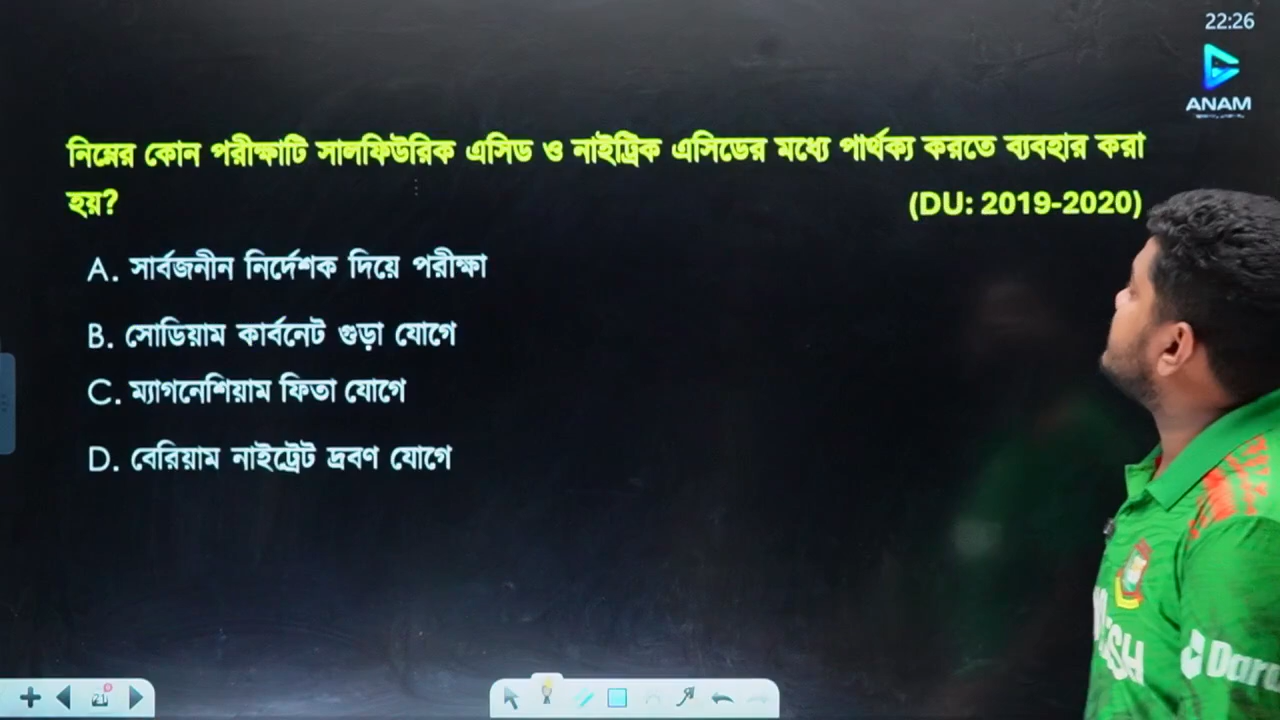 22:26
ANAM
নিম্নের কোন পরীক্ষাটি সালফিউরিক এসিড ও নাইট্রিক এসিডের মধ্যে পার্থক্য করতে ব্যবহার করা
হয়? (DU: 2019-2020)
A. সার্বজনীন নির্দেশক দিয়ে পরীক্ষা
B. সোডিয়াম কার্বনেট গুড়া যোগে
C. ম্যাগনেশিয়াম ফিতা যোগে
D. বেরিয়াম নাইট্রেট দ্রবণ যোগে
21